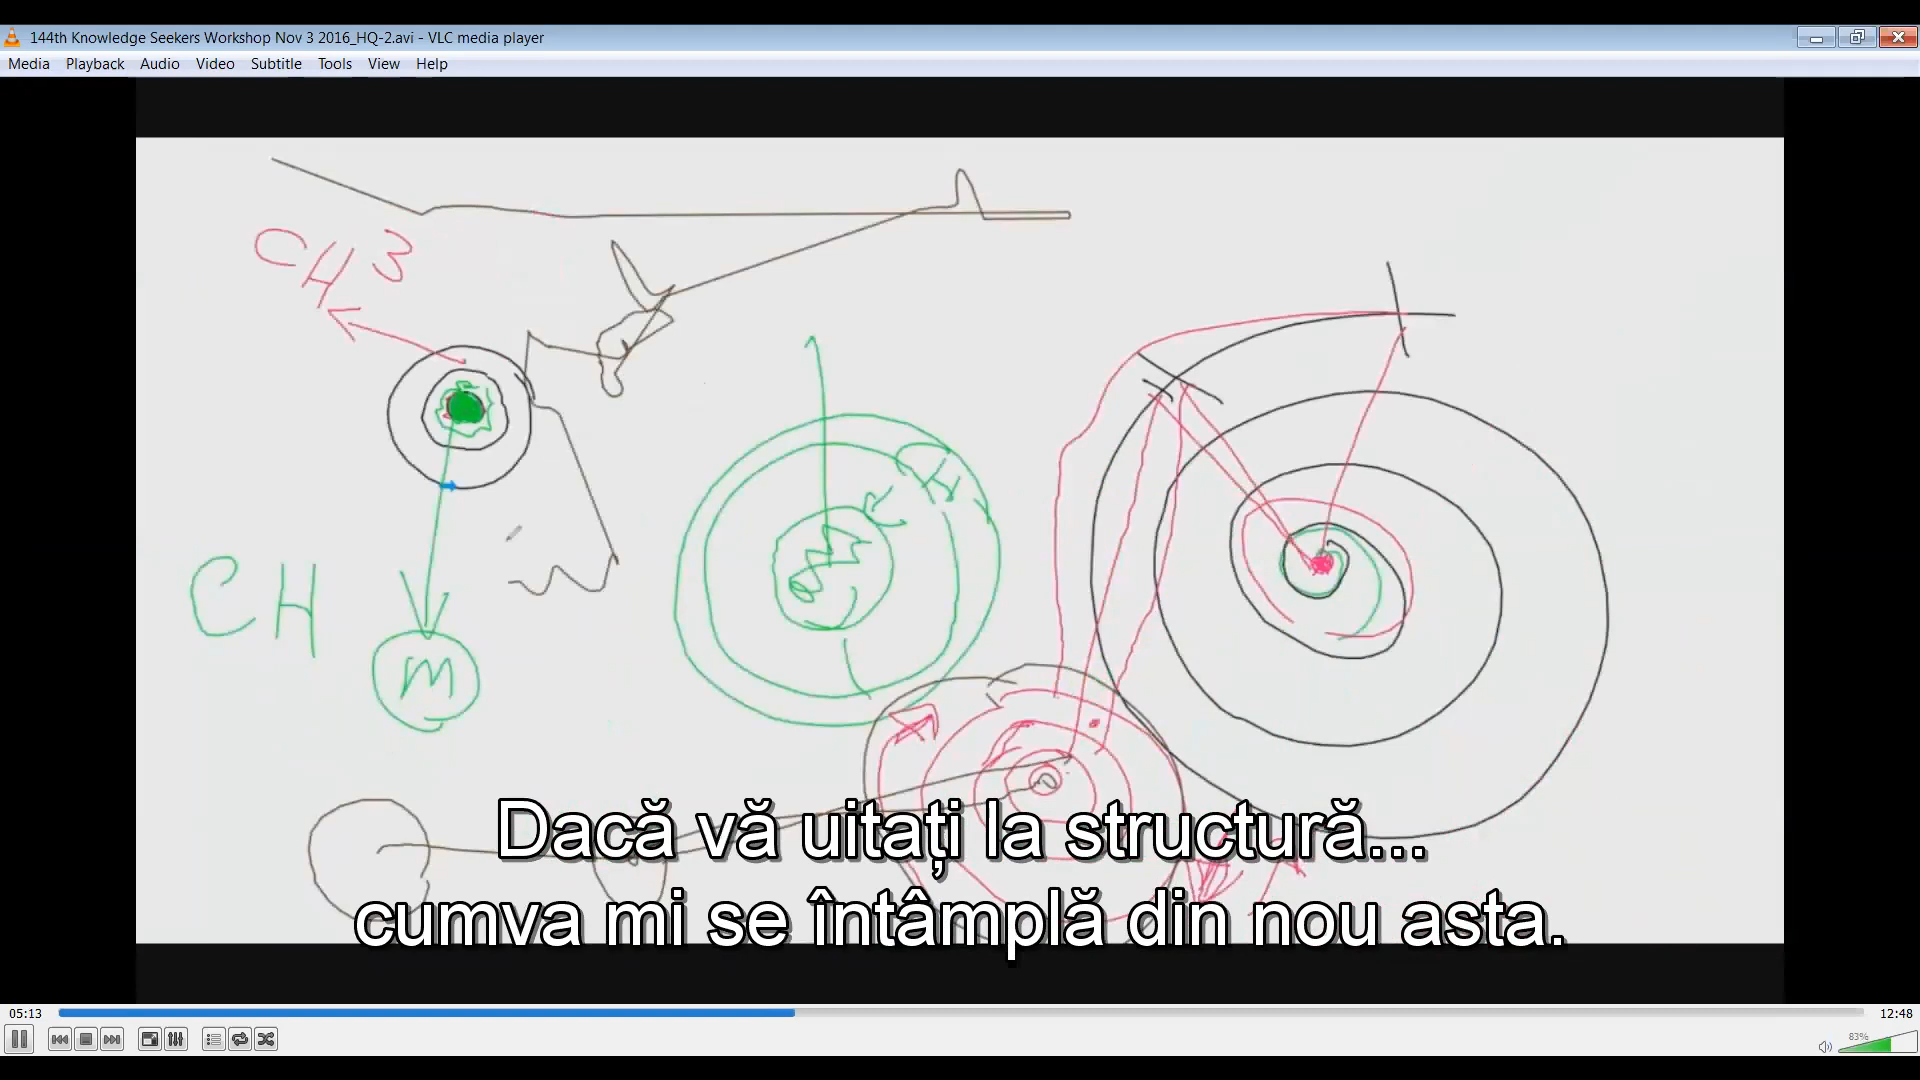 144th Knowledge Seekers Workshop Nov 3 2016_HQ-2.avi - VLC media player
Media Playback Audio Video Subtitle Tools View Help
CH3
CH
CH
M
Dacă vă uitați la structură...
cumva mi se întâmplă din nou asta.
05:13
12:48
83%